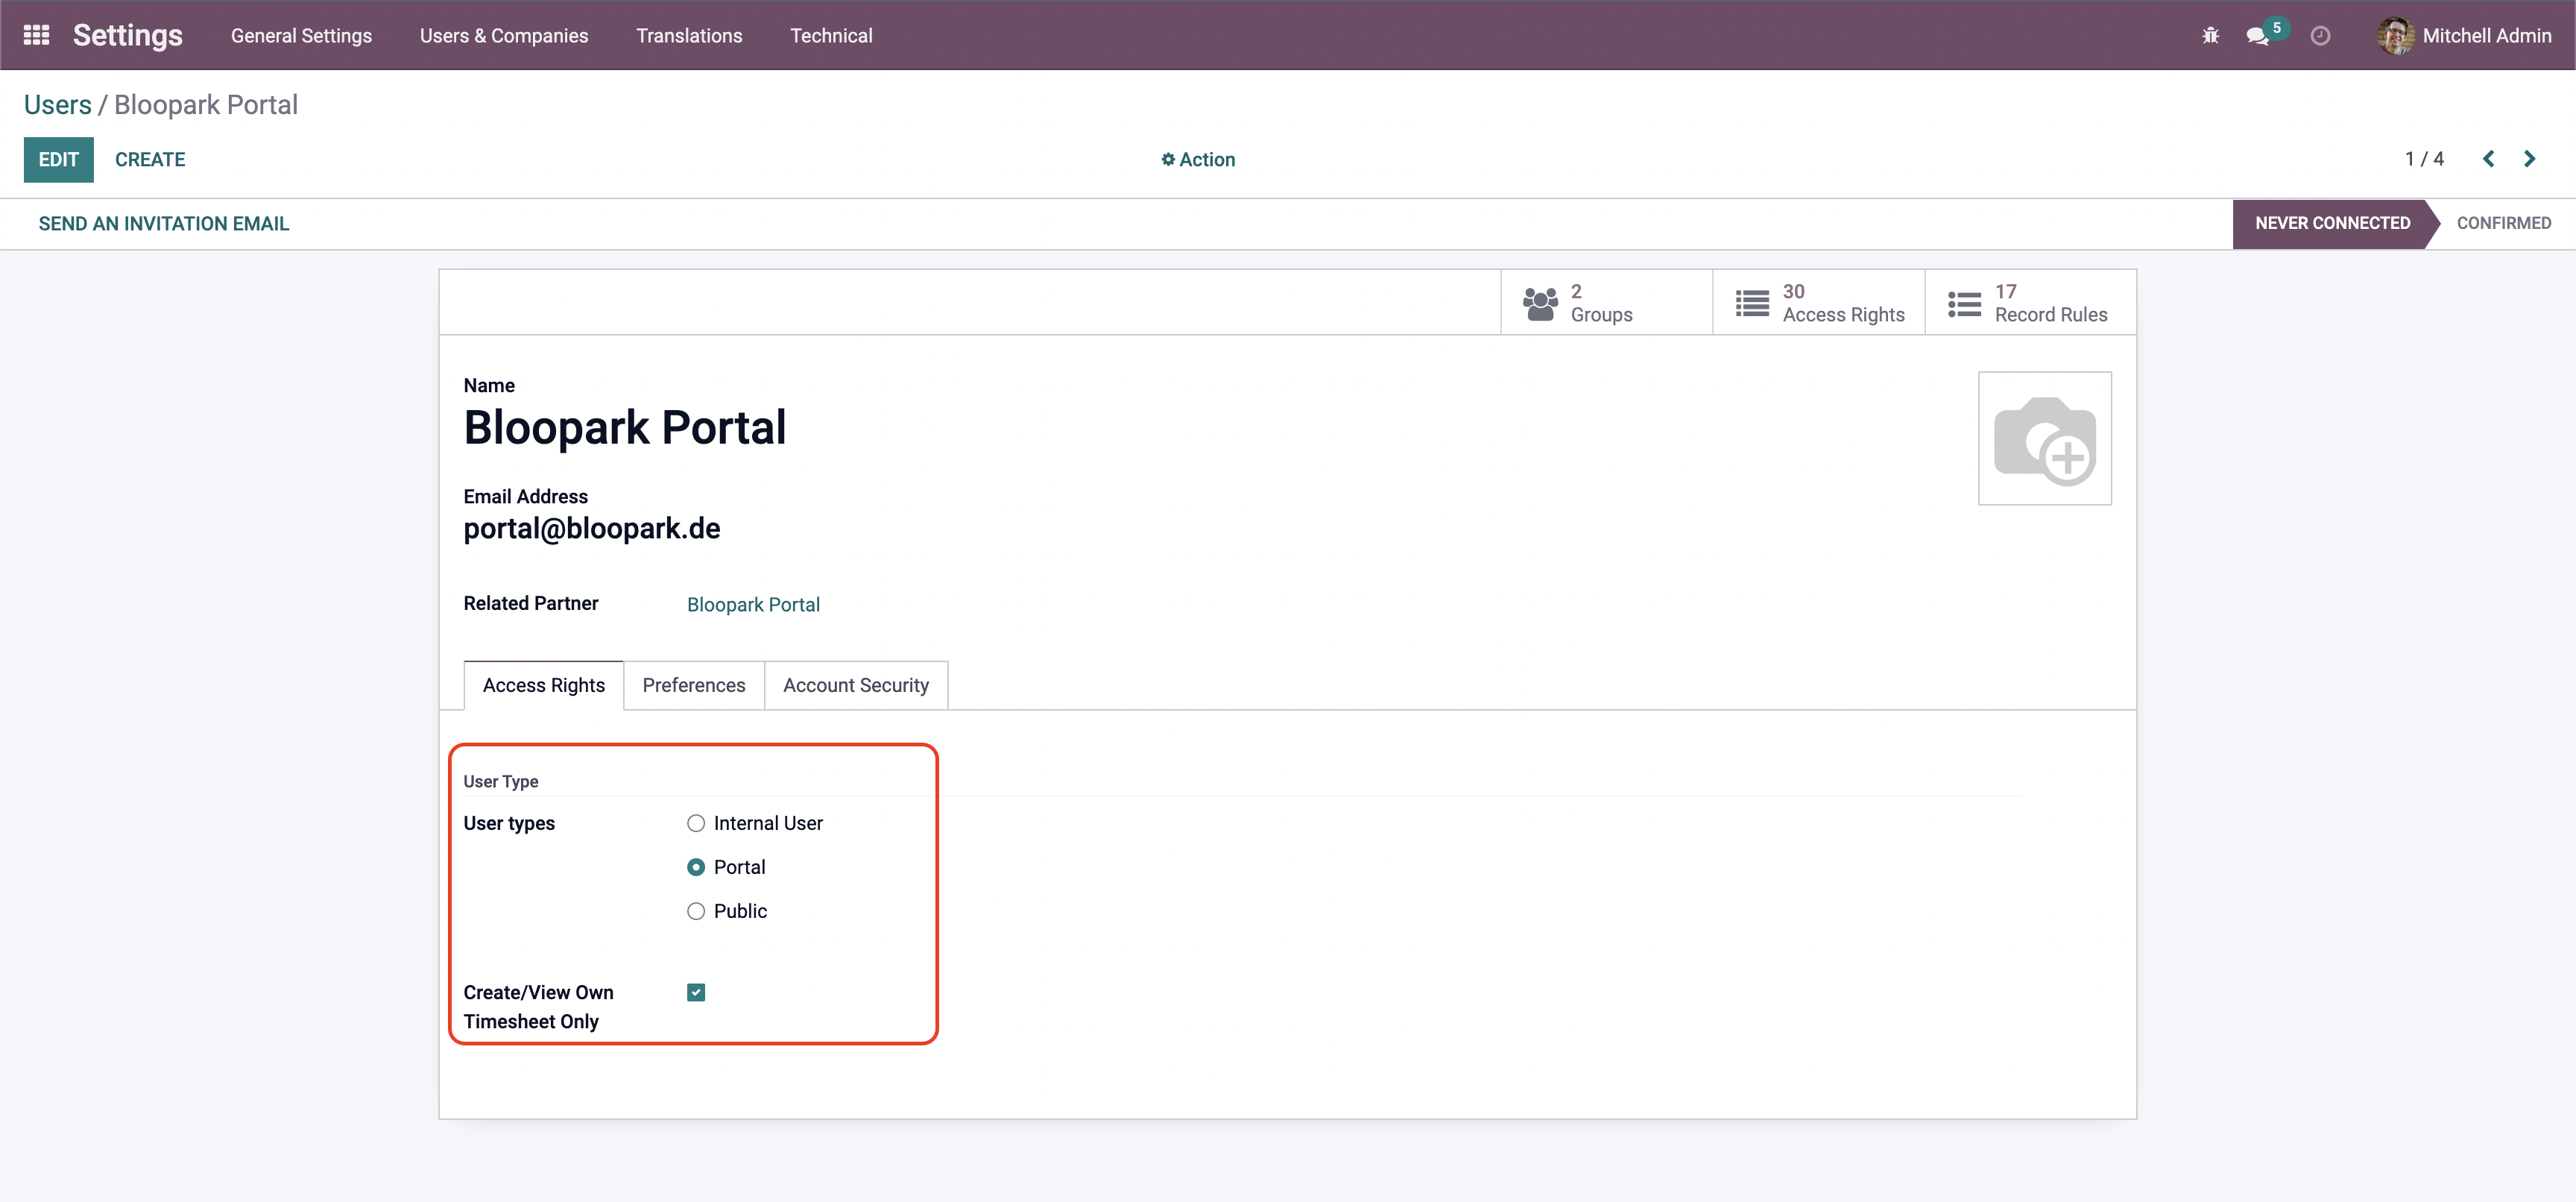 Settings General Settings Users & Companies Translations Technical 5 Mitchell Admin
Users / Bloopark Portal
EDIT CREATE Action 1 / 4
SEND AN INVITATION EMAIL NEVER CONNECTED CONFIRMED
2 Groups
30 Access Rights
17 Record Rules
Name
Bloopark Portal
Email Address
portal@bloopark.de
Related Partner Bloopark Portal
Access Rights Preferences Account Security
User Type
User types Internal User
Portal
Public
Create/View Own
Timesheet Only